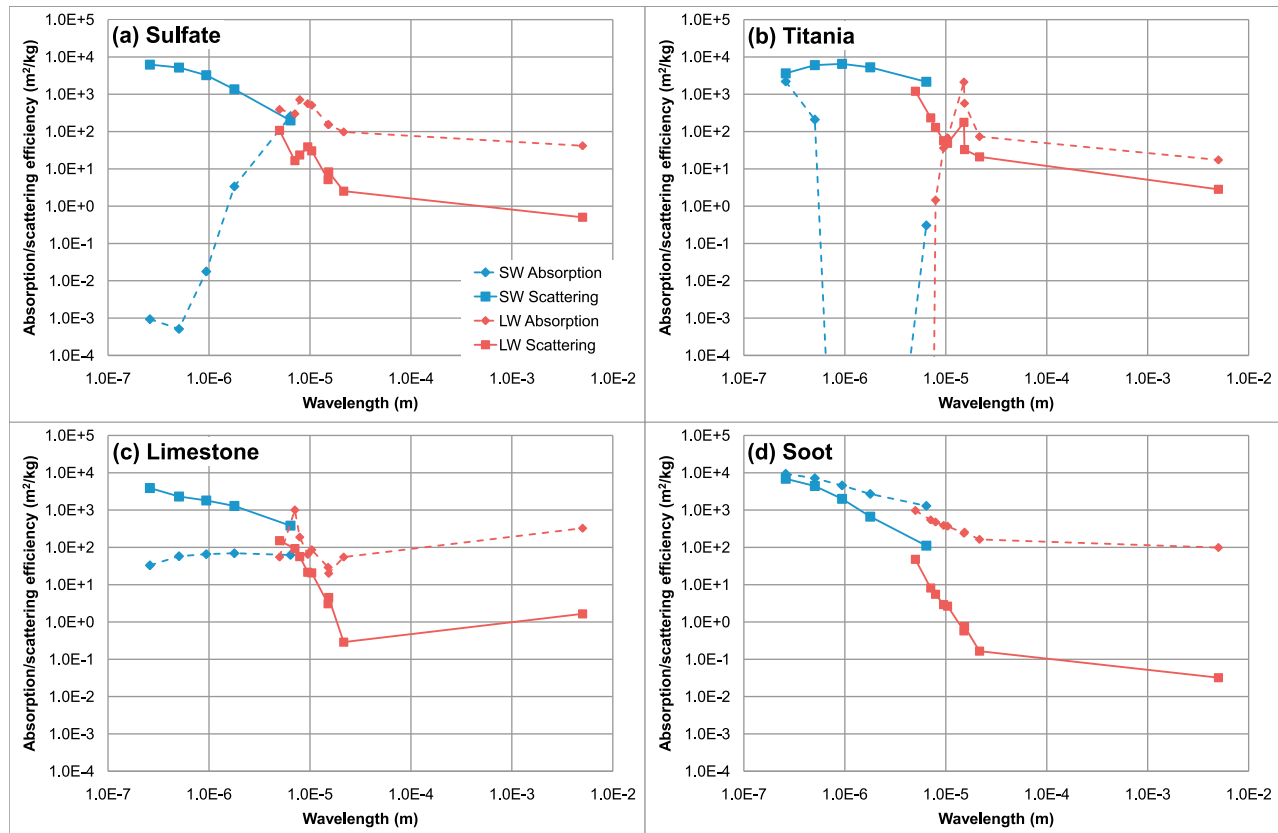 (a) Sulfate
Absorption/scattering efficiency (m²/kg)
1.0E+5
1.0E+4
1.0E+3
1.0E+2
1.0E+1
1.0E+0
1.0E-1
1.0E-2
1.0E-3
1.0E-4
SW Absorption
SW Scattering
LW Absorption
LW Scattering
1.0E-7 1.0E-6 1.0E-5 1.0E-4 1.0E-3 1.0E-2
Wavelength (m)
(b) Titania
Absorption/scattering efficiency (m²/kg)
1.0E+5
1.0E+4
1.0E+3
1.0E+2
1.0E+1
1.0E+0
1.0E-1
1.0E-2
1.0E-3
1.0E-4
1.0E-7 1.0E-6 1.0E-5 1.0E-4 1.0E-3 1.0E-2
Wavelength (m)
(c) Limestone
Absorption/scattering efficiency (m²/kg)
1.0E+5
1.0E+4
1.0E+3
1.0E+2
1.0E+1
1.0E+0
1.0E-1
1.0E-2
1.0E-3
1.0E-4
1.0E-7 1.0E-6 1.0E-5 1.0E-4 1.0E-3 1.0E-2
Wavelength (m)
(d) Soot
Absorption/scattering efficiency (m²/kg)
1.0E+5
1.0E+4
1.0E+3
1.0E+2
1.0E+1
1.0E+0
1.0E-1
1.0E-2
1.0E-3
1.0E-4
1.0E-7 1.0E-6 1.0E-5 1.0E-4 1.0E-3 1.0E-2
Wavelength (m)